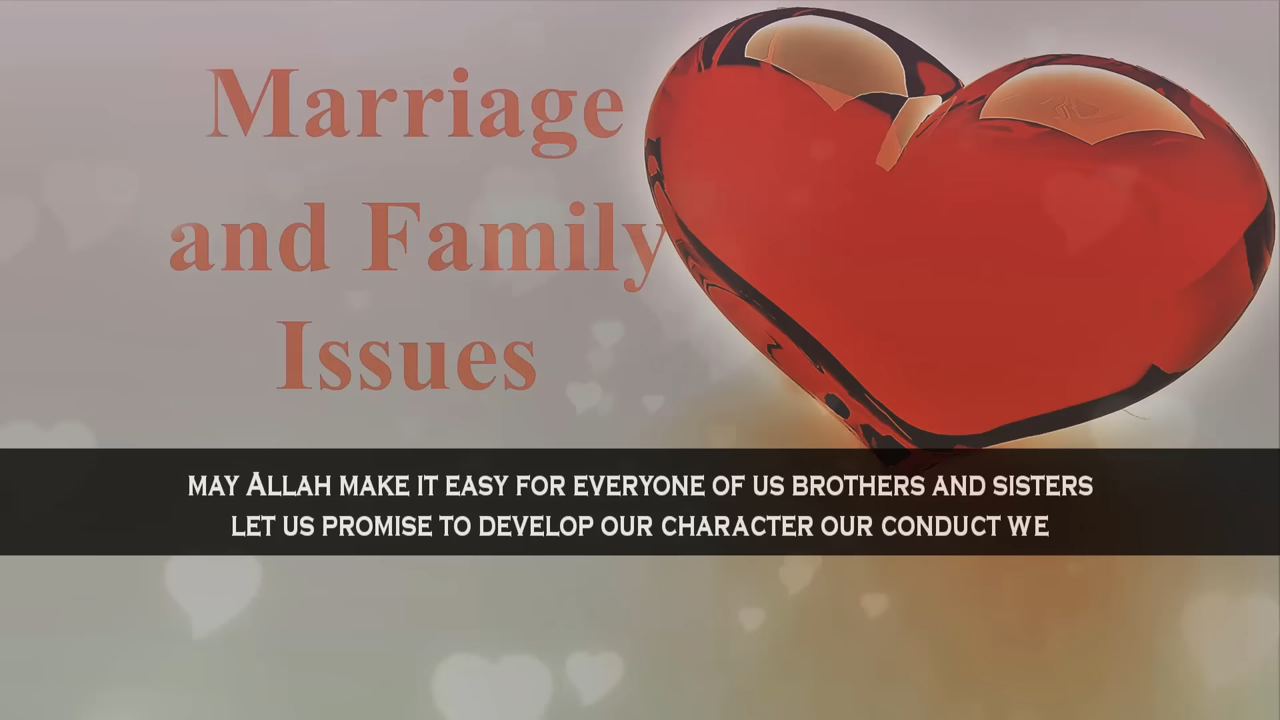 Marriage
and Family
Issues
MAY ALLAH MAKE IT EASY FOR EVERYONE OF US BROTHERS AND SISTERS
LET US PROMISE TO DEVELOP OUR CHARACTER OUR CONDUCT WE